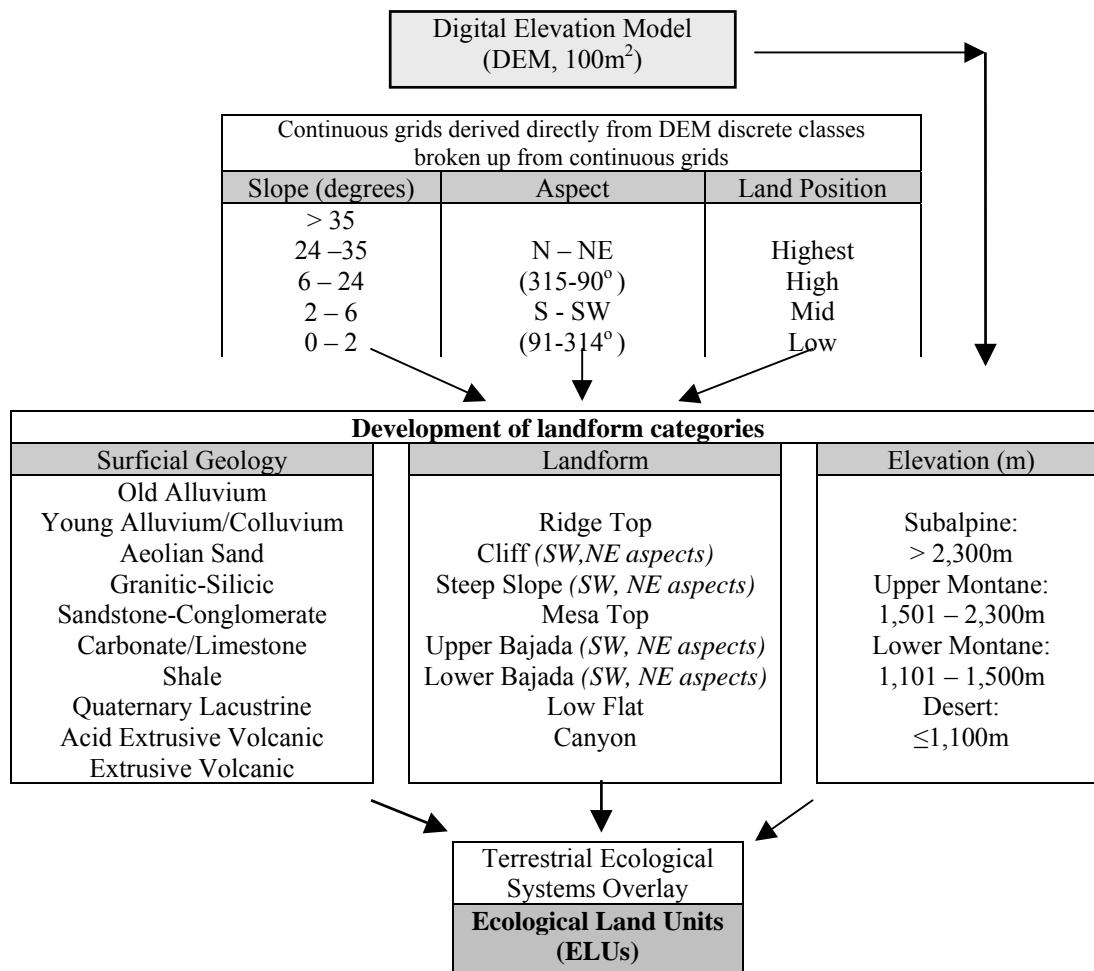 Digital Elevation Model
(DEM, 100m²)
Continuous grids derived directly from DEM discrete classes
broken up from continuous grids
Slope (degrees)
> 35
24 –35
6 – 24
2 – 6
0 – 2
Aspect
N – NE
(315-90°)
S - SW
(91-314°)
Land Position
Highest
High
Mid
Low
Development of landform categories
Surficial Geology
Old Alluvium
Young Alluvium/Colluvium
Aeolian Sand
Granitic-Silicic
Sandstone-Conglomerate
Carbonate/Limestone
Shale
Quaternary Lacustrine
Acid Extrusive Volcanic
Extrusive Volcanic
Landform
Ridge Top
Cliff (SW,NE aspects)
Steep Slope (SW, NE aspects)
Mesa Top
Upper Bajada (SW, NE aspects)
Lower Bajada (SW, NE aspects)
Low Flat
Canyon
Elevation (m)
Subalpine:
> 2,300m
Upper Montane:
1,501 – 2,300m
Lower Montane:
1,101 – 1,500m
Desert:
≤1,100m
Terrestrial Ecological
Systems Overlay
Ecological Land Units
(ELUs)